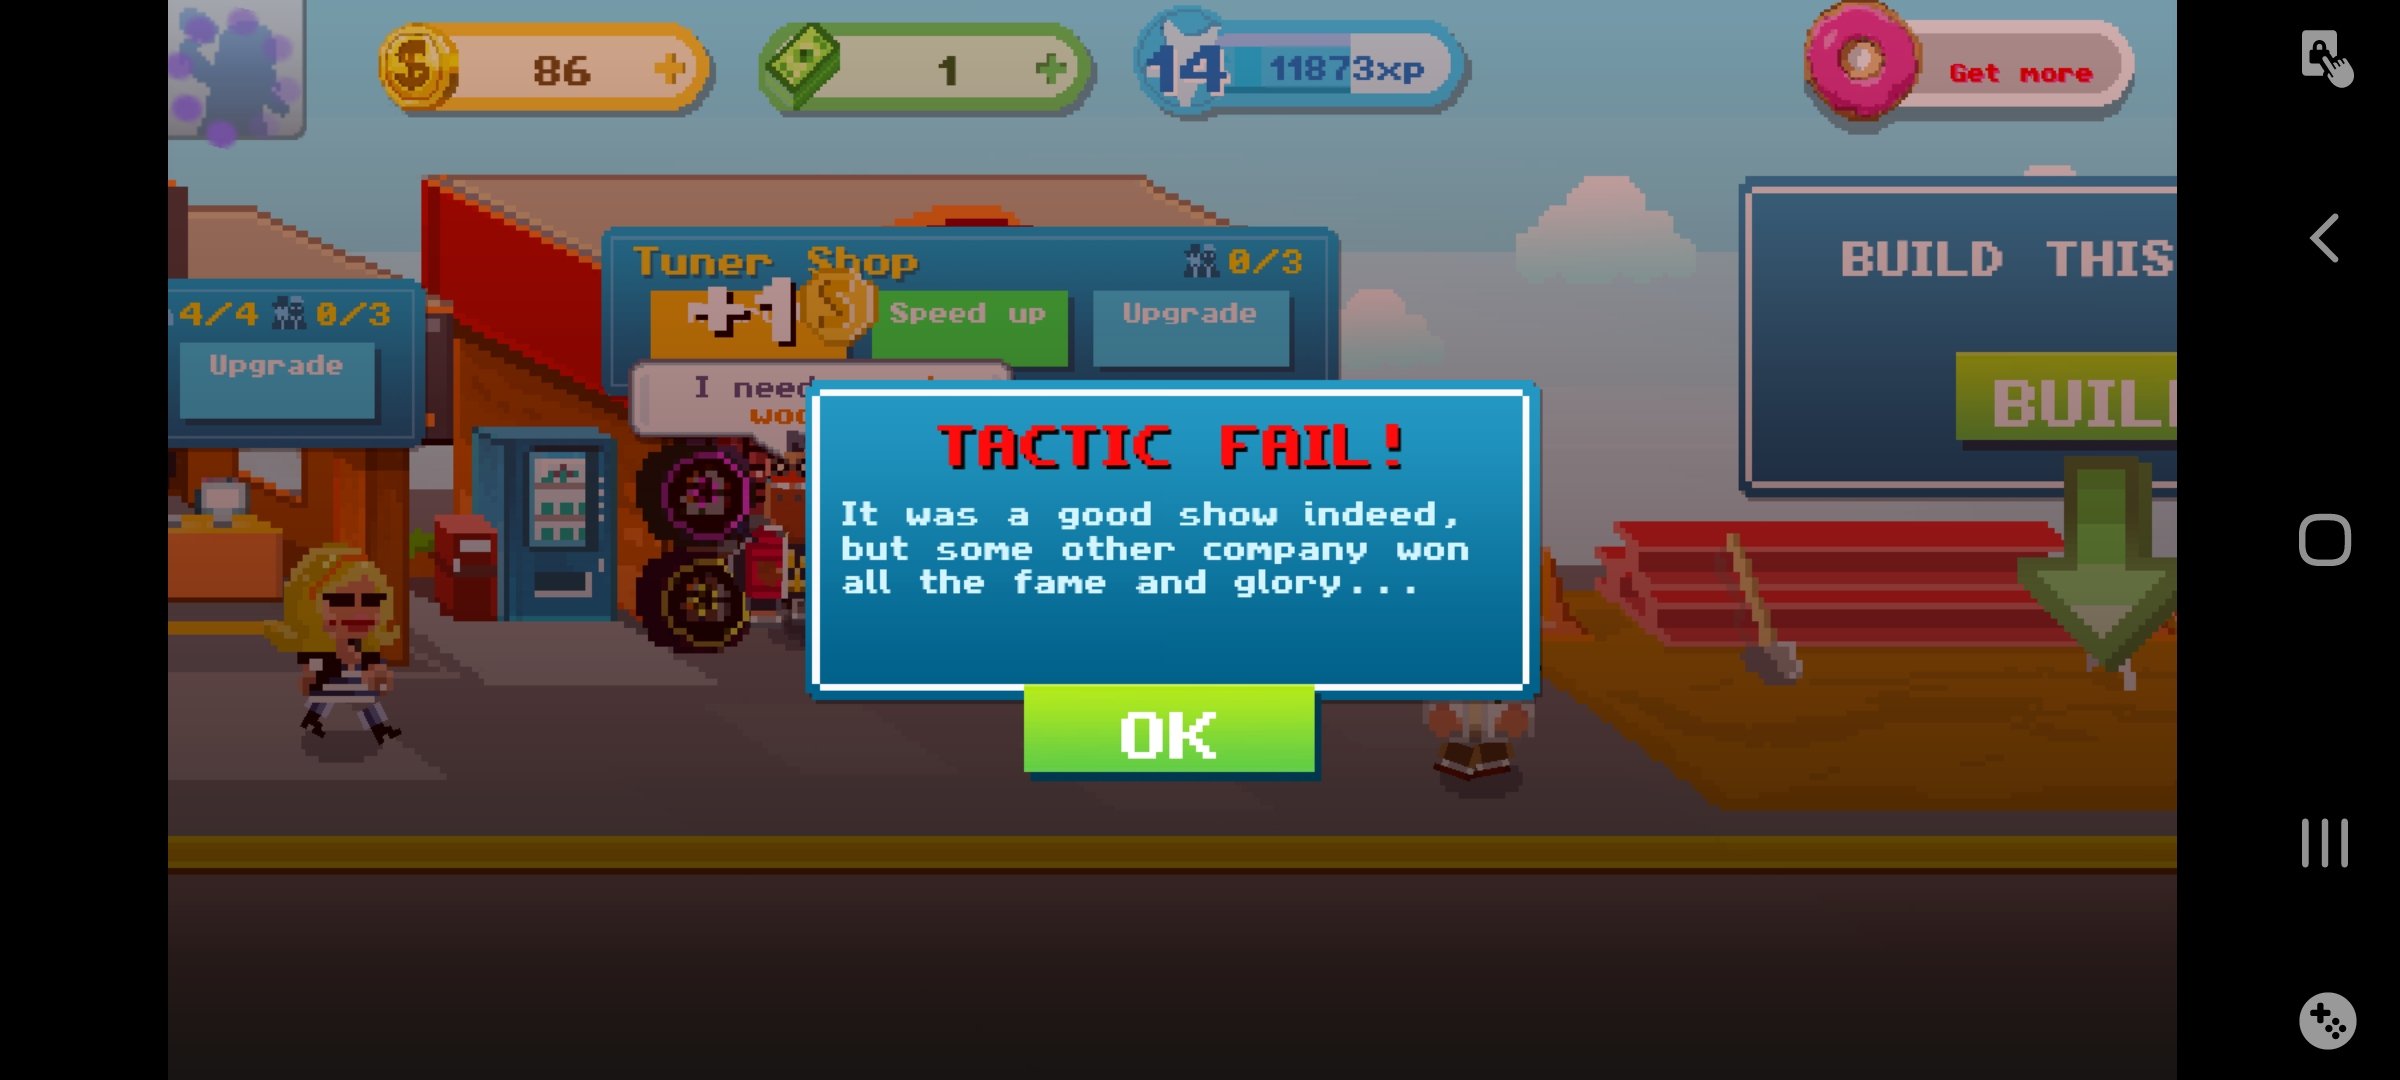 86
1
14
11873xp
Get more
Tuner Shop
0/3
+1
Speed up
Upgrade
4/4
0/3
Upgrade
I need
BUILD THIS
TACTIC FAIL!
It was a good show indeed,
but some other company won
all the fame and glory...
OK